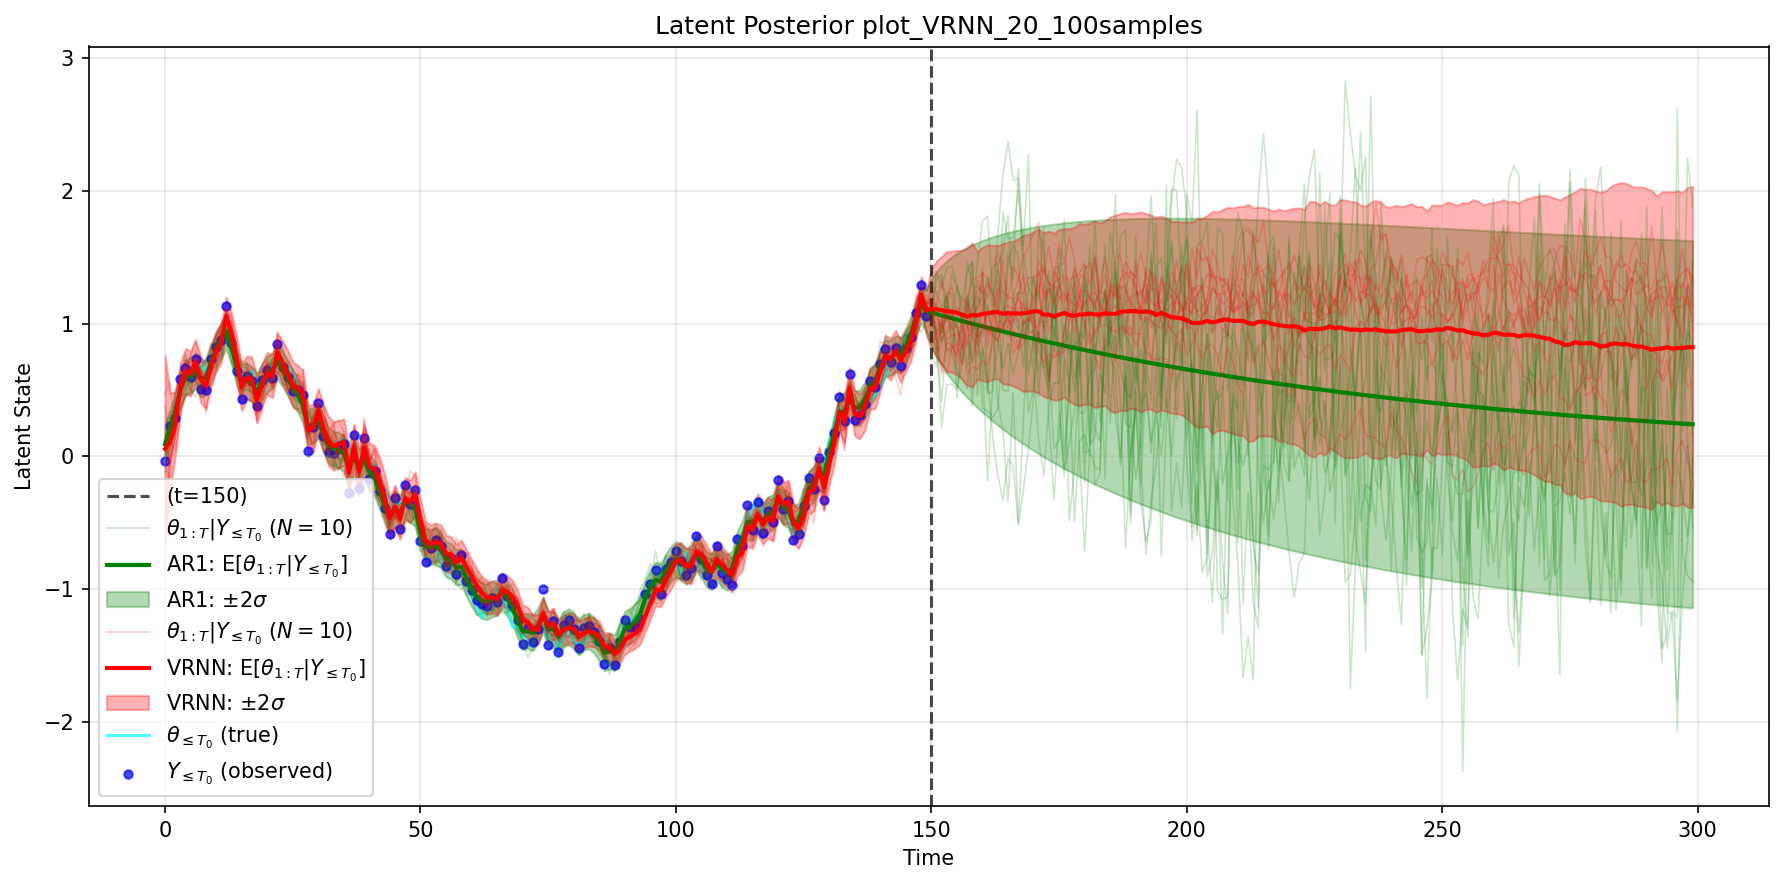 Latent Posterior plot_VRNN_20_100samples
3
2
1
0
−1
−2
Latent State
(t=150)
θ₁:T|Y≤T₀ (N = 10)
AR1: E[θ₁:T|Y≤T₀]
AR1: ±2σ
θ₁:T|Y≤T₀ (N = 10)
VRNN: E[θ₁:T|Y≤T₀]
VRNN: ±2σ
θ≤T₀ (true)
Y≤T₀ (observed)
0 50 100 150 200 250 300
Time